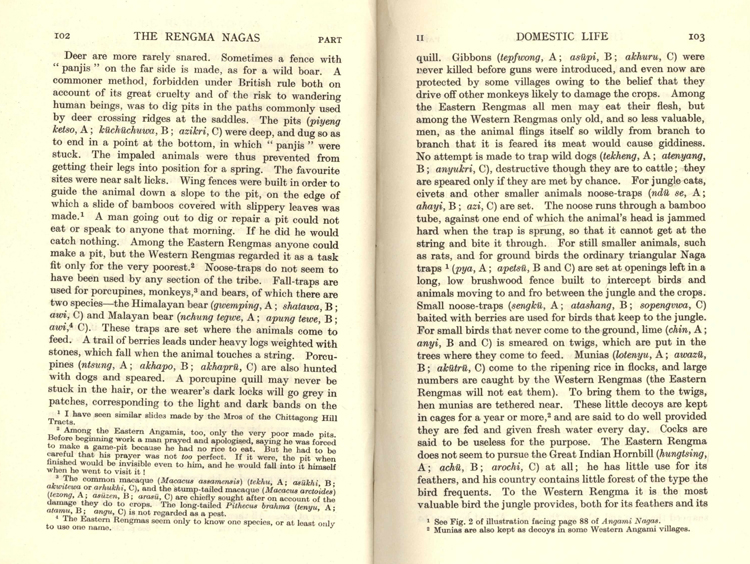 102 THE RENGMA NAGAS PART
Deer are more rarely snared. Sometimes a fence with
" panjis " on the far side is made, as for a wild boar. A
commoner method, forbidden under British rule both on
account of its great cruelty and of the risk to wandering
human beings, was to dig pits in the paths commonly used
by deer crossing ridges at the saddles. The pits (piyeng
ketso, A ; küchüchuwa, B ; azikri, C) were deep, and dug so as
to end in a point at the bottom, in which " panjis " were
stuck. The impaled animals were thus prevented from
getting their legs into position for a spring. The favourite
sites were near salt licks. Wing fences were built in order to
guide the animal down a slope to the pit, on the edge of
which a slide of bamboos covered with slippery leaves was
made.¹ A man going out to dig or repair a pit could not
eat or speak to anyone that morning. If he did he would
catch nothing. Among the Eastern Rengmas anyone could
make a pit, but the Western Rengmas regarded it as a task
fit only for the very poorest.² Noose-traps do not seem to
have been used by any section of the tribe. Fall-traps are
used for porcupines, monkeys,³ and bears, of which there are
two species—the Himalayan bear (gwemping, A ; shatawa, B ;
awi, C) and Malayan bear (nchung tegwe, A ; apung tewe, B ;
awi,⁴ C). These traps are set where the animals come to
feed. A trail of berries leads under heavy logs weighted with
stones, which fall when the animal touches a string. Porcu-
pines (ntsung, A ; akhapo, B ; akhaprü, C) are also hunted
with dogs and speared. A porcupine quill may never be
stuck in the hair, or the wearer's dark locks will go grey in
patches, corresponding to the light and dark bands on the
¹ I have seen similar slides made by the Mros of the Chittagong Hill
Tracts.
² Among the Eastern Angamis, too, only the very poor made pits.
Before beginning work a man prayed and apologised, saying he was forced
to make a game-pit because he had no rice to eat. But he had to be
careful that his prayer was not too perfect. If it were, the pit when
finished would be invisible even to him, and he would fall into it himself
when he went to visit it !
³ The common macaque (Macacus assamensis) (tekhu, A ; asükhi, B ;
akwitewa or arhukhi, C), and the stump-tailed macaque (Macacus arctoides)
(tezong, A ; asüzen, B ; arasü, C) are chiefly sought after on account of the
damage they do to crops. The long-tailed Pithecus brahma (tenyu, A ;
atamu, B ; angu, C) is not regarded as a pest.
⁴ The Eastern Rengmas seem only to know one species, or at least only
to use one name.
II DOMESTIC LIFE 103
quill. Gibbons (tepfwong, A ; asüpi, B ; akhuru, C) were
never killed before guns were introduced, and even now are
protected by some villages owing to the belief that they
drive off other monkeys likely to damage the crops. Among
the Eastern Rengmas all men may eat their flesh, but
among the Western Rengmas only old, and so less valuable,
men, as the animal flings itself so wildly from branch to
branch that it is feared its meat would cause giddiness.
No attempt is made to trap wild dogs (tekheng, A ; atenyang,
B ; anyukri, C), destructive though they are to cattle ; they
are speared only if they are met by chance. For jungle cats,
civets and other smaller animals noose-traps (ndü se, A ;
ahayi, B ; azi, C) are set. The noose runs through a bamboo
tube, against one end of which the animal's head is jammed
hard when the trap is sprung, so that it cannot get at the
string and bite it through. For still smaller animals, such
as rats, and for ground birds the ordinary triangular Naga
traps ¹ (pya, A ; apetsü, B and C) are set at openings left in a
long, low brushwood fence built to intercept birds and
animals moving to and fro between the jungle and the crops.
Small noose-traps (sengkü, A ; atashang, B ; sopengwa, C)
baited with berries are used for birds that keep to the jungle.
For small birds that never come to the ground, lime (chin, A ;
anyi, B and C) is smeared on twigs, which are put in the
trees where they come to feed. Munias (lotenyu, A ; awazü,
B ; akütrü, C) come to the ripening rice in flocks, and large
numbers are caught by the Western Rengmas (the Eastern
Rengmas will not eat them). To bring them to the twigs,
hen munias are tethered near. These little decoys are kept
in cages for a year or more,² and are said to do well provided
they are fed and given fresh water every day. Cocks are
said to be useless for the purpose. The Eastern Rengma
does not seem to pursue the Great Indian Hornbill (hungtsing,
A ; achü, B ; arochi, C) at all ; he has little use for its
feathers, and his country contains little forest of the type the
bird frequents. To the Western Rengma it is the most
valuable bird the jungle provides, both for its feathers and its
¹ See Fig. 2 of illustration facing page 88 of Angami Nagas.
² Munias are also kept as decoys in some Western Angami villages.